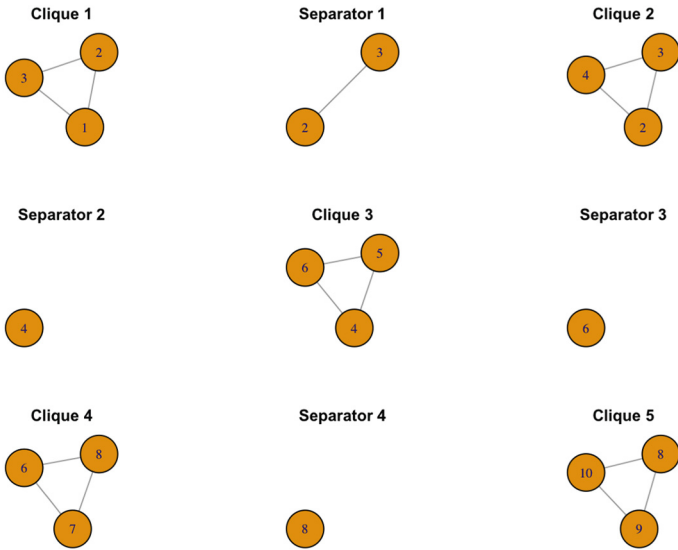 Clique 1 Separator 1 Clique 2
2 3 3
3 4
1 2 2
Separator 2 Clique 3 Separator 3
5
6
4 4 6
Clique 4 Separator 4 Clique 5
8 8
6 10
7 8 9